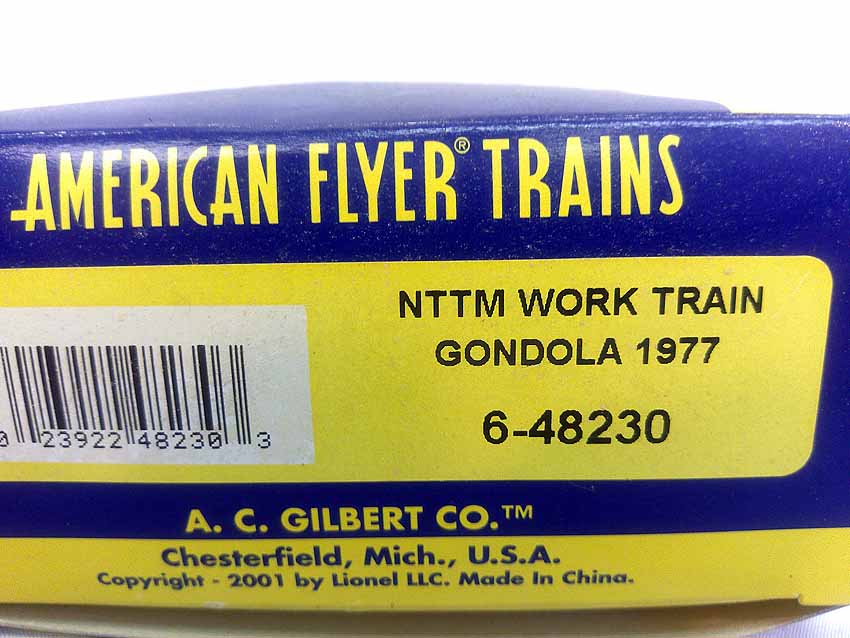 AMERICAN FLYER® TRAINS
NTTM WORK TRAIN
GONDOLA 1977
6-48230
0 23922 48230 3
A. C. GILBERT CO.™
Chesterfield, Mich., U.S.A.
Copyright - 2001 by Lionel LLC. Made In China.